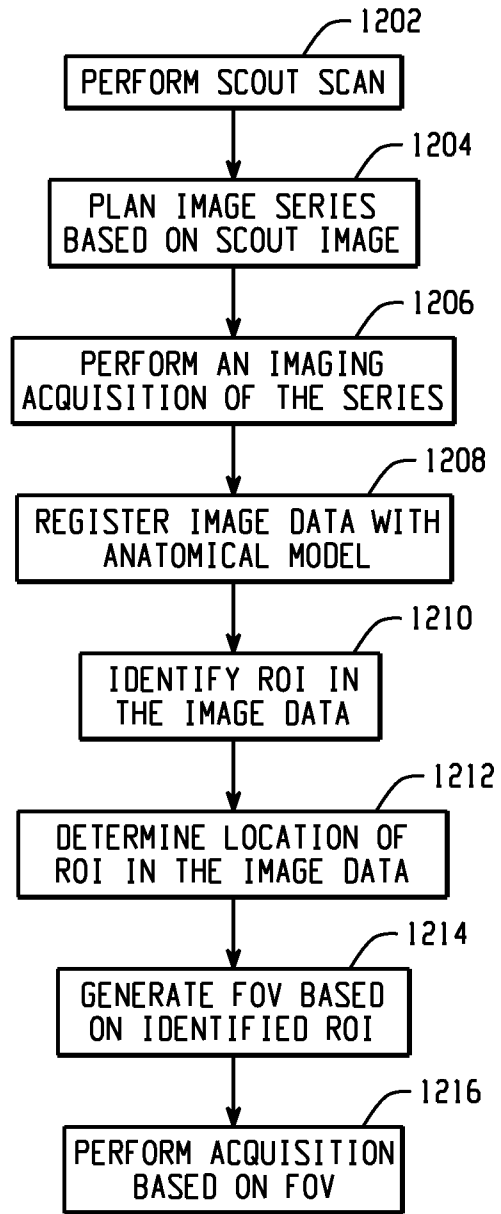 1202
PERFORM SCOUT SCAN
1204
PLAN IMAGE SERIES
BASED ON SCOUT IMAGE
1206
PERFORM AN IMAGING
ACQUISITION OF THE SERIES
1208
REGISTER IMAGE DATA WITH
ANATOMICAL MODEL
1210
IDENTIFY ROI IN
THE IMAGE DATA
1212
DETERMINE LOCATION OF
ROI IN THE IMAGE DATA
1214
GENERATE FOV BASED
ON IDENTIFIED ROI
1216
PERFORM ACQUISITION
BASED ON FOV